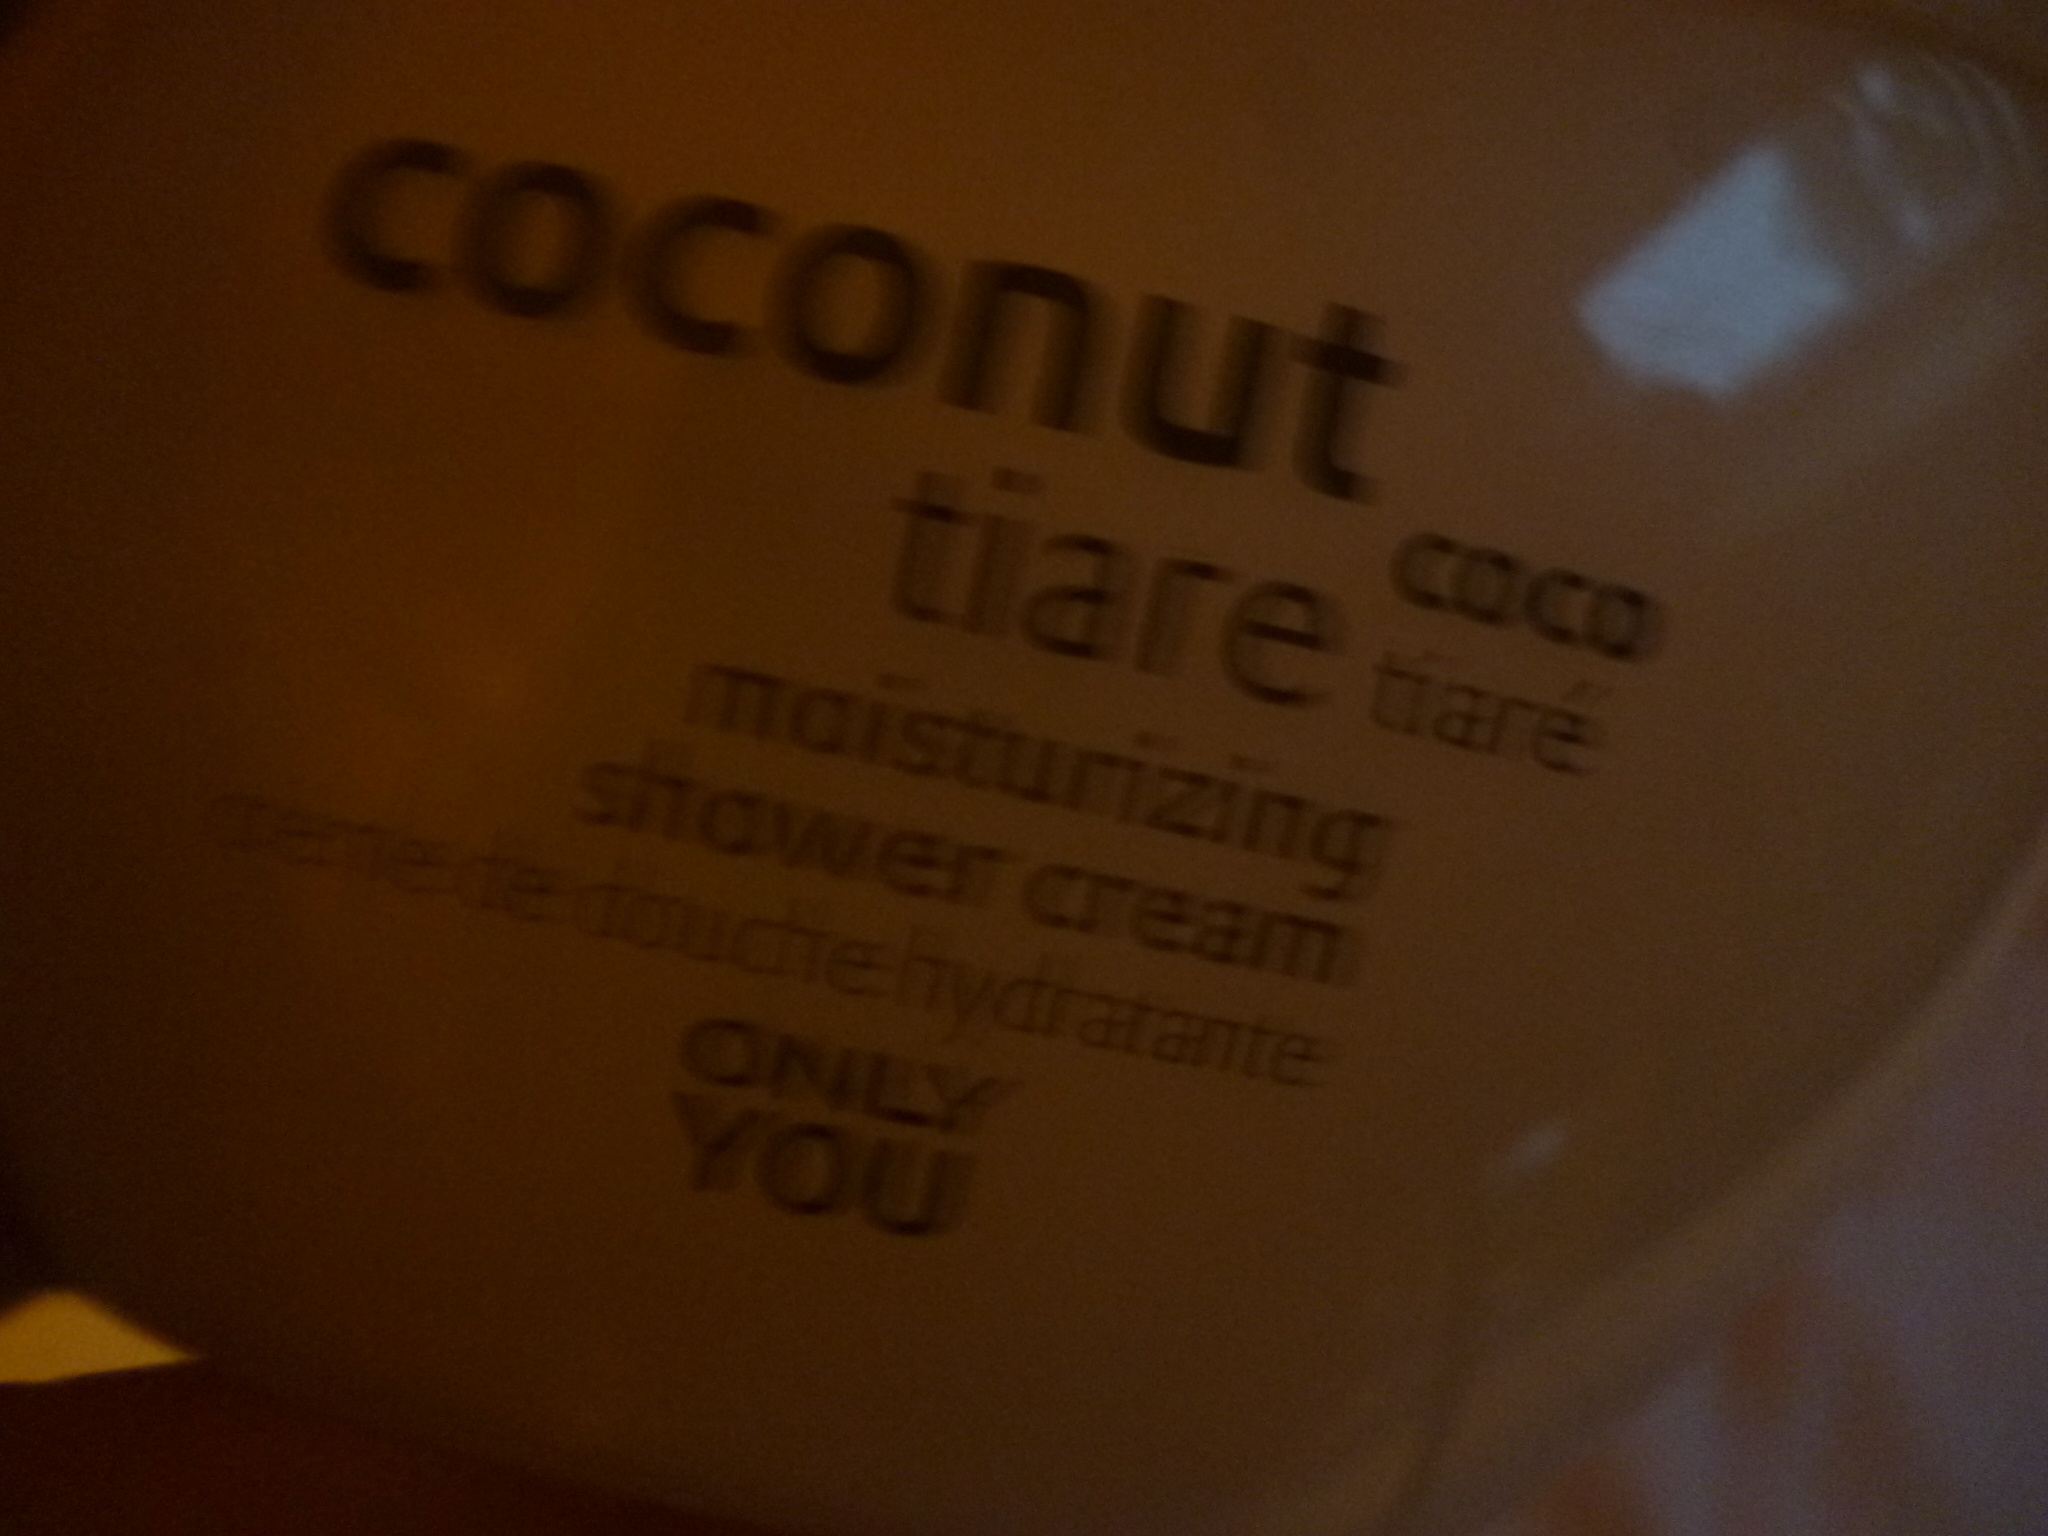 coconut
tiare
coco
tiaré
moisturizing
shower cream
crème de douche hydratante
ONLY
YOU